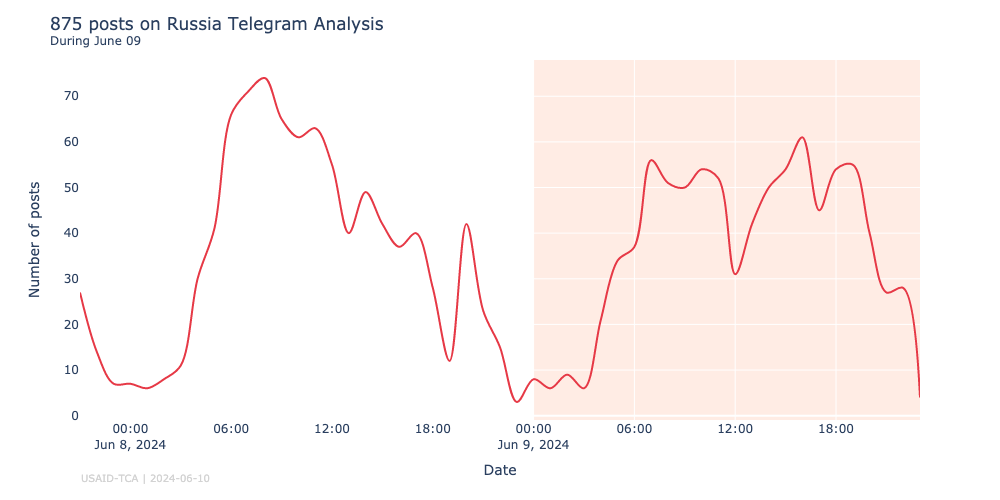 875 posts on Russia Telegram Analysis
During June 09
Number of posts
70
60
50
40
30
20
10
0
00:00 06:00 12:00 18:00 00:00 06:00 12:00 18:00
Jun 8, 2024 Jun 9, 2024
Date
USAID-TCA | 2024-06-10